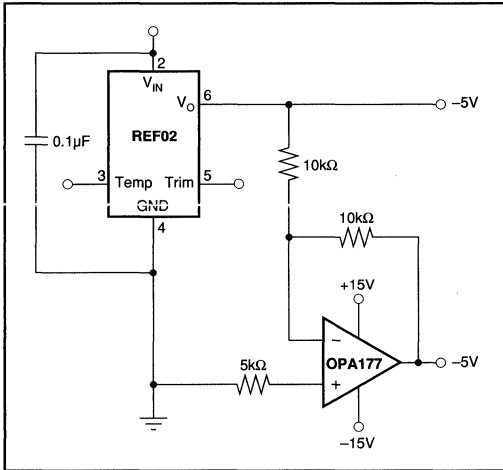 2
V_IN
6
V_O
−5V
REF02
0.1µF
10kΩ
3
Temp
Trim
5
GND
4
10kΩ
+15V
−
OPA177
−5V
5kΩ
+
−15V